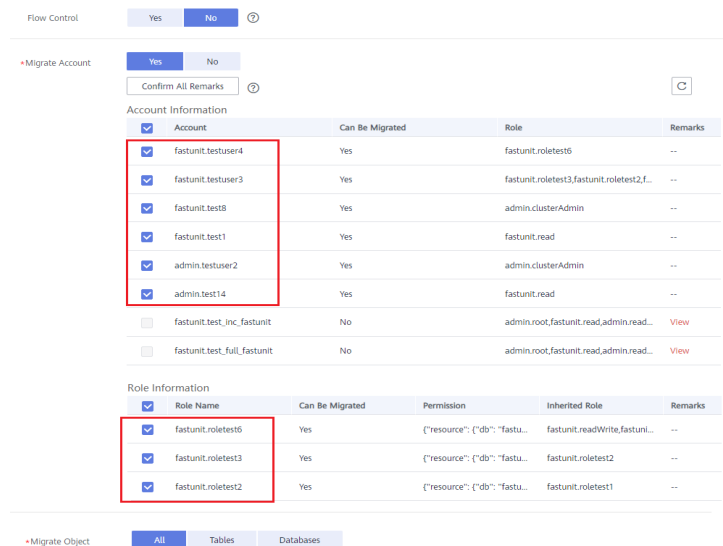 Flow Control Yes No ?
*Migrate Account Yes No
Confirm All Remarks ?
Account Information
Account Can Be Migrated Role Remarks
fastunit.testuser4 Yes fastunit.roletest6 --
fastunit.testuser3 Yes fastunit.roletest3,fastunit.roletest2,f... --
fastunit.test8 Yes admin.clusterAdmin --
fastunit.test1 Yes fastunit.read --
admin.testuser2 Yes admin.clusterAdmin --
admin.test14 Yes fastunit.read --
fastunit.test_inc_fastunit No admin.root,fastunit.read,admin.read... View
fastunit.test_full_fastunit No admin.root,fastunit.read,admin.read... View
Role Information
Role Name Can Be Migrated Permission Inherited Role Remarks
fastunit.roletest6 Yes {"resource": {"db": "fastu... fastunit.readWrite,fastuni... --
fastunit.roletest3 Yes {"resource": {"db": "fastu... fastunit.roletest2 --
fastunit.roletest2 Yes {"resource": {"db": "fastu... fastunit.roletest1 --
*Migrate Object All Tables Databases